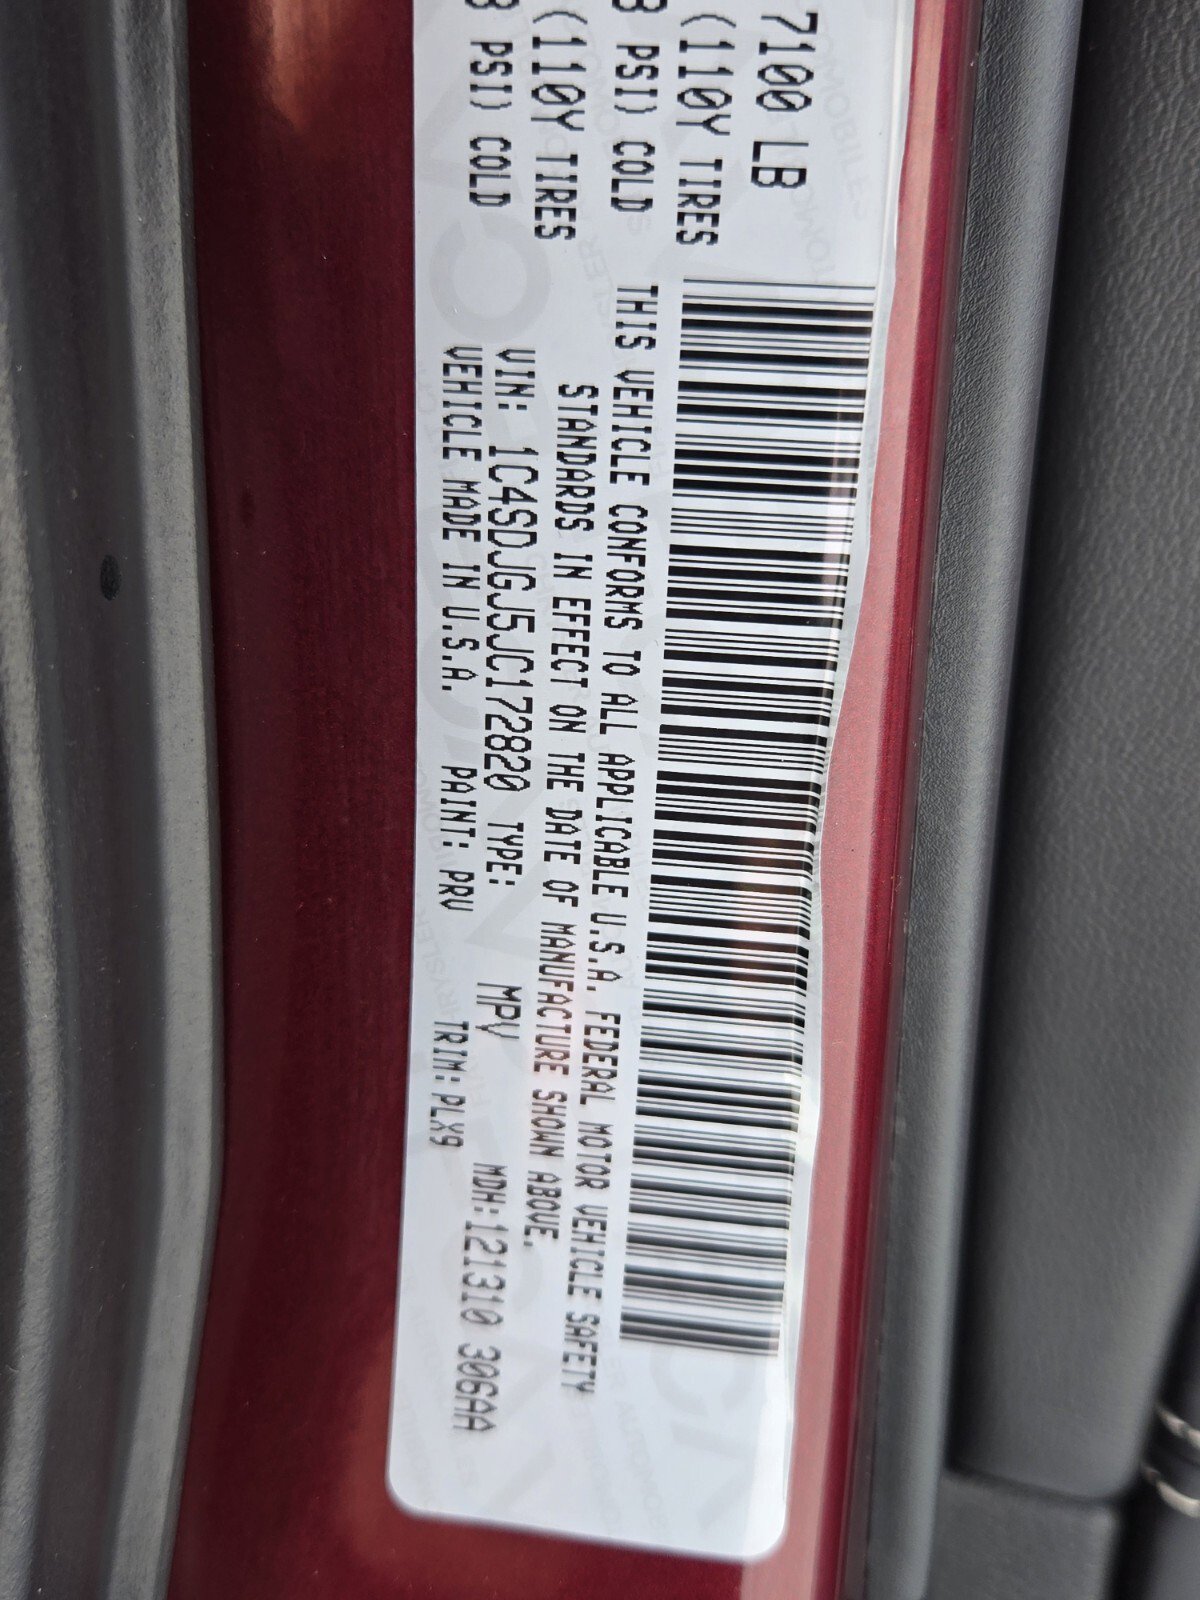 7100 LB
(110Y TIRES
PSI) COLD
(110Y TIRES
PSI) COLD
THIS VEHICLE CONFORMS TO ALL APPLICABLE U.S.A. FEDERAL MOTOR VEHICLE SAFETY
STANDARDS IN EFFECT ON THE DATE OF MANUFACTURE SHOWN ABOVE.
VIN: 1C4SDJGJ5JC172820 TYPE: MPV MDH:121310 306AA
VEHICLE MADE IN U.S.A. PAINT: PRV TRIM: PLX9